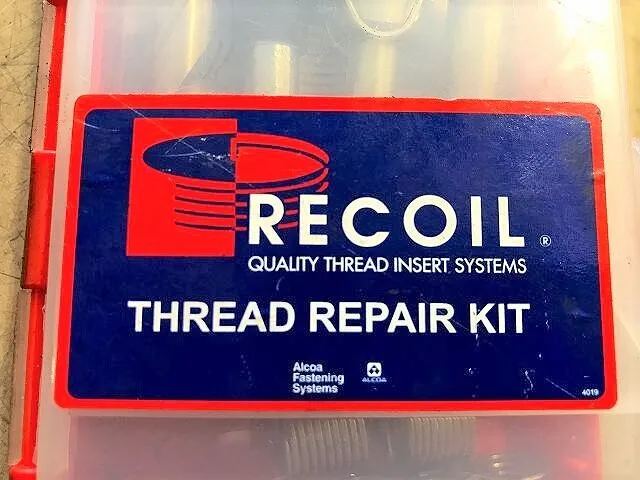 RECOIL ®
QUALITY THREAD INSERT SYSTEMS
THREAD REPAIR KIT
Alcoa
Fastening
Systems
ALCOA
4019